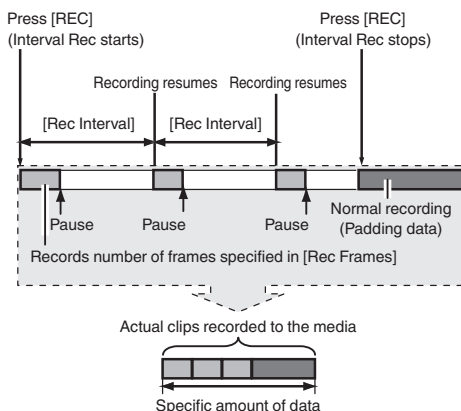 Press [REC]
(Interval Rec starts)
Press [REC]
(Interval Rec stops)
Recording resumes
Recording resumes
[Rec Interval]
[Rec Interval]
Pause
Pause
Pause
Normal recording
(Padding data)
Records number of frames specified in [Rec Frames]
Actual clips recorded to the media
Specific amount of data